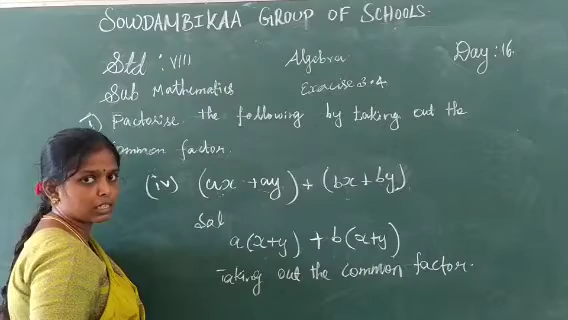 SOWDAMBIKAA GROUP OF SCHOOLS.
Std : VIII Algebra Day : 16.
Sub Mathematics Exercise 3.4
1) Factorise the following by taking out the
common factor.
(iv) (ax + ay) + (bx + by)
Sol
a(x+y) + b(x+y)
Taking out the common factor.